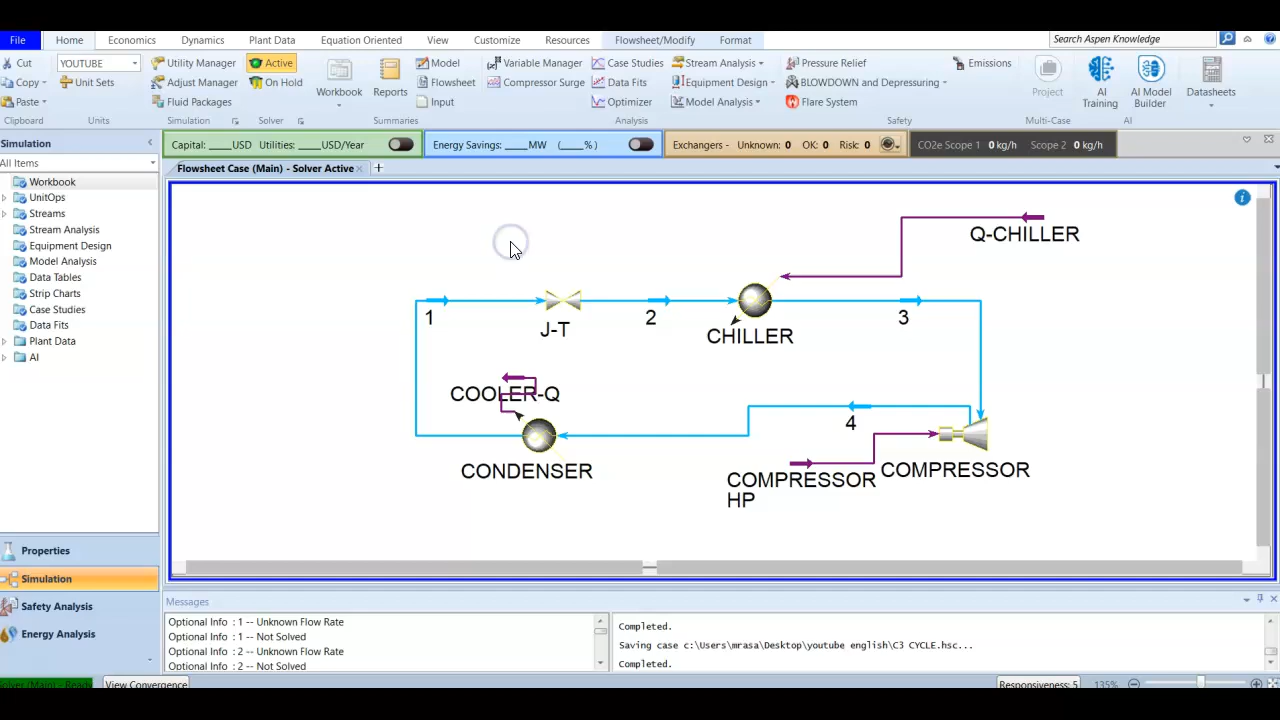 File Home Economics Dynamics Plant Data Equation Oriented View Customize Resources Flowsheet/Modify Format Search Aspen Knowledge
Cut YOUTUBE Utility Manager Active Model Variable Manager Case Studies Stream Analysis Pressure Relief Emissions
Copy Unit Sets Adjust Manager On Hold Flowsheet Compressor Surge Data Fits Equipment Design BLOWDOWN and Depressuring
Paste Fluid Packages Workbook Reports Input Optimizer Model Analysis Flare System Project AI Training AI Model Builder Datasheets
Clipboard Units Simulation Solver Summaries Analysis Safety Multi-Case AI
Simulation Capital: ____USD Utilities: ____USD/Year Energy Savings: ____MW (____%) Exchangers - Unknown: 0 OK: 0 Risk: 0 CO2e Scope 1 0 kg/h Scope 2 0 kg/h
All Items Flowsheet Case (Main) - Solver Active
Workbook
UnitOps
Streams
Stream Analysis
Equipment Design
Model Analysis
Data Tables
Strip Charts
Case Studies
Data Fits
Plant Data
AI
Q-CHILLER
1 2 3
J-T CHILLER
COOLER-Q
4
CONDENSER COMPRESSOR
COMPRESSOR
HP
Properties
Simulation
Safety Analysis
Energy Analysis
Messages
Optional Info : 1 -- Unknown Flow Rate
Optional Info : 1 -- Not Solved
Optional Info : 2 -- Unknown Flow Rate
Optional Info : 2 -- Not Solved
Completed.
Saving case c:\Users\mrasa\Desktop\youtube english\C3 CYCLE.hsc...
Completed.
Solver (Main) - Ready View Convergence Responsiveness: 5 135%